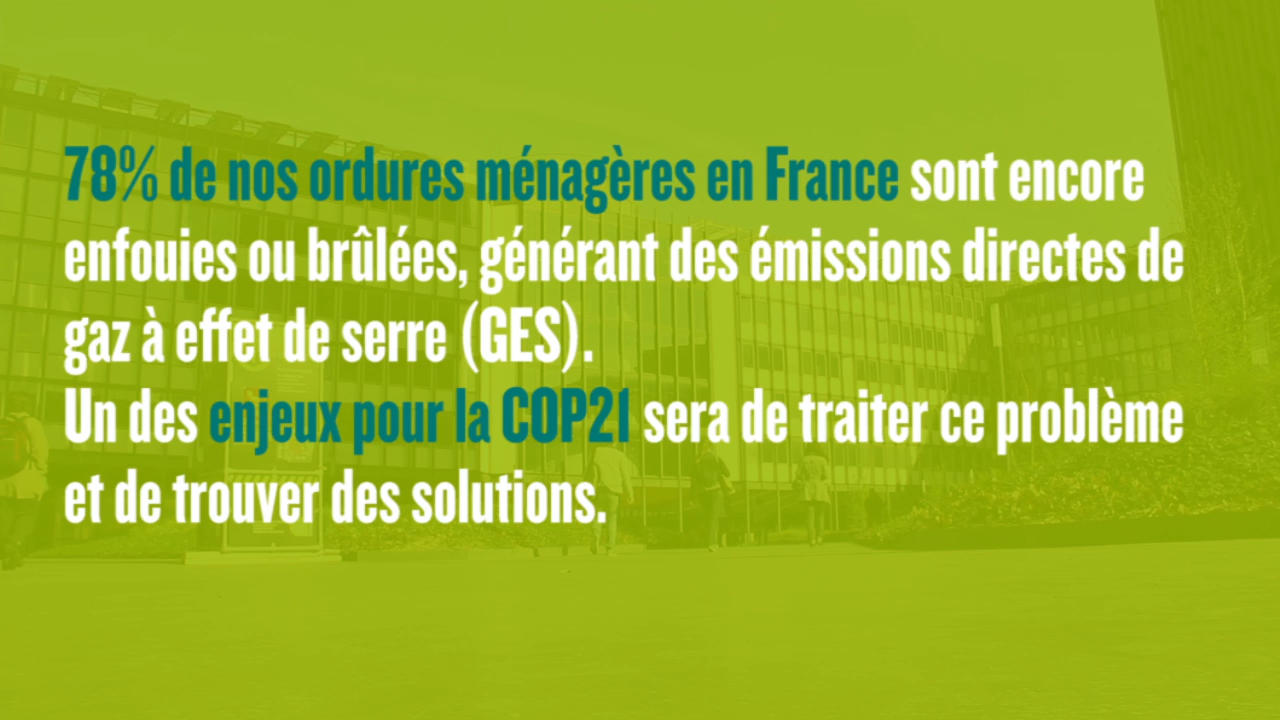 78% de nos ordures ménagères en France sont encore
enfouies ou brûlées, générant des émissions directes de
gaz à effet de serre (GES).
Un des enjeux pour la COP21 sera de traiter ce problème
et de trouver des solutions.